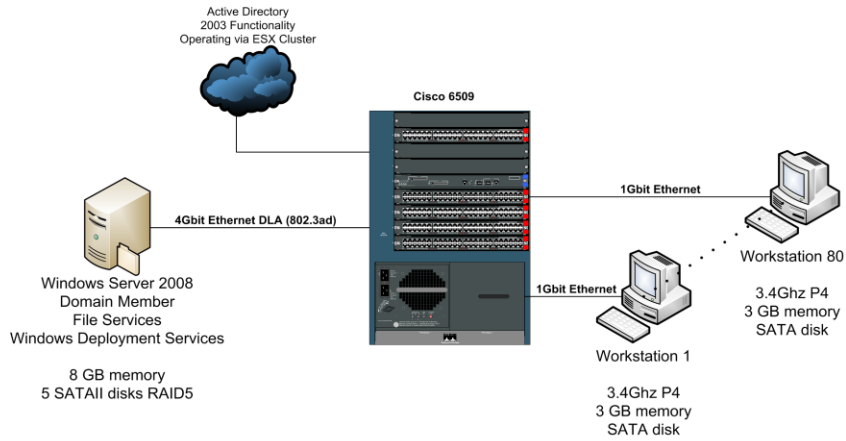 Active Directory
2003 Functionality
Operating via ESX Cluster
Cisco 6509
1Gbit Ethernet
4Gbit Ethernet DLA (802.3ad)
Workstation 80
3.4Ghz P4
3 GB memory
SATA disk
1Gbit Ethernet
Windows Server 2008
Domain Member
File Services
Windows Deployment Services
8 GB memory
5 SATAII disks RAID5
Workstation 1
3.4Ghz P4
3 GB memory
SATA disk